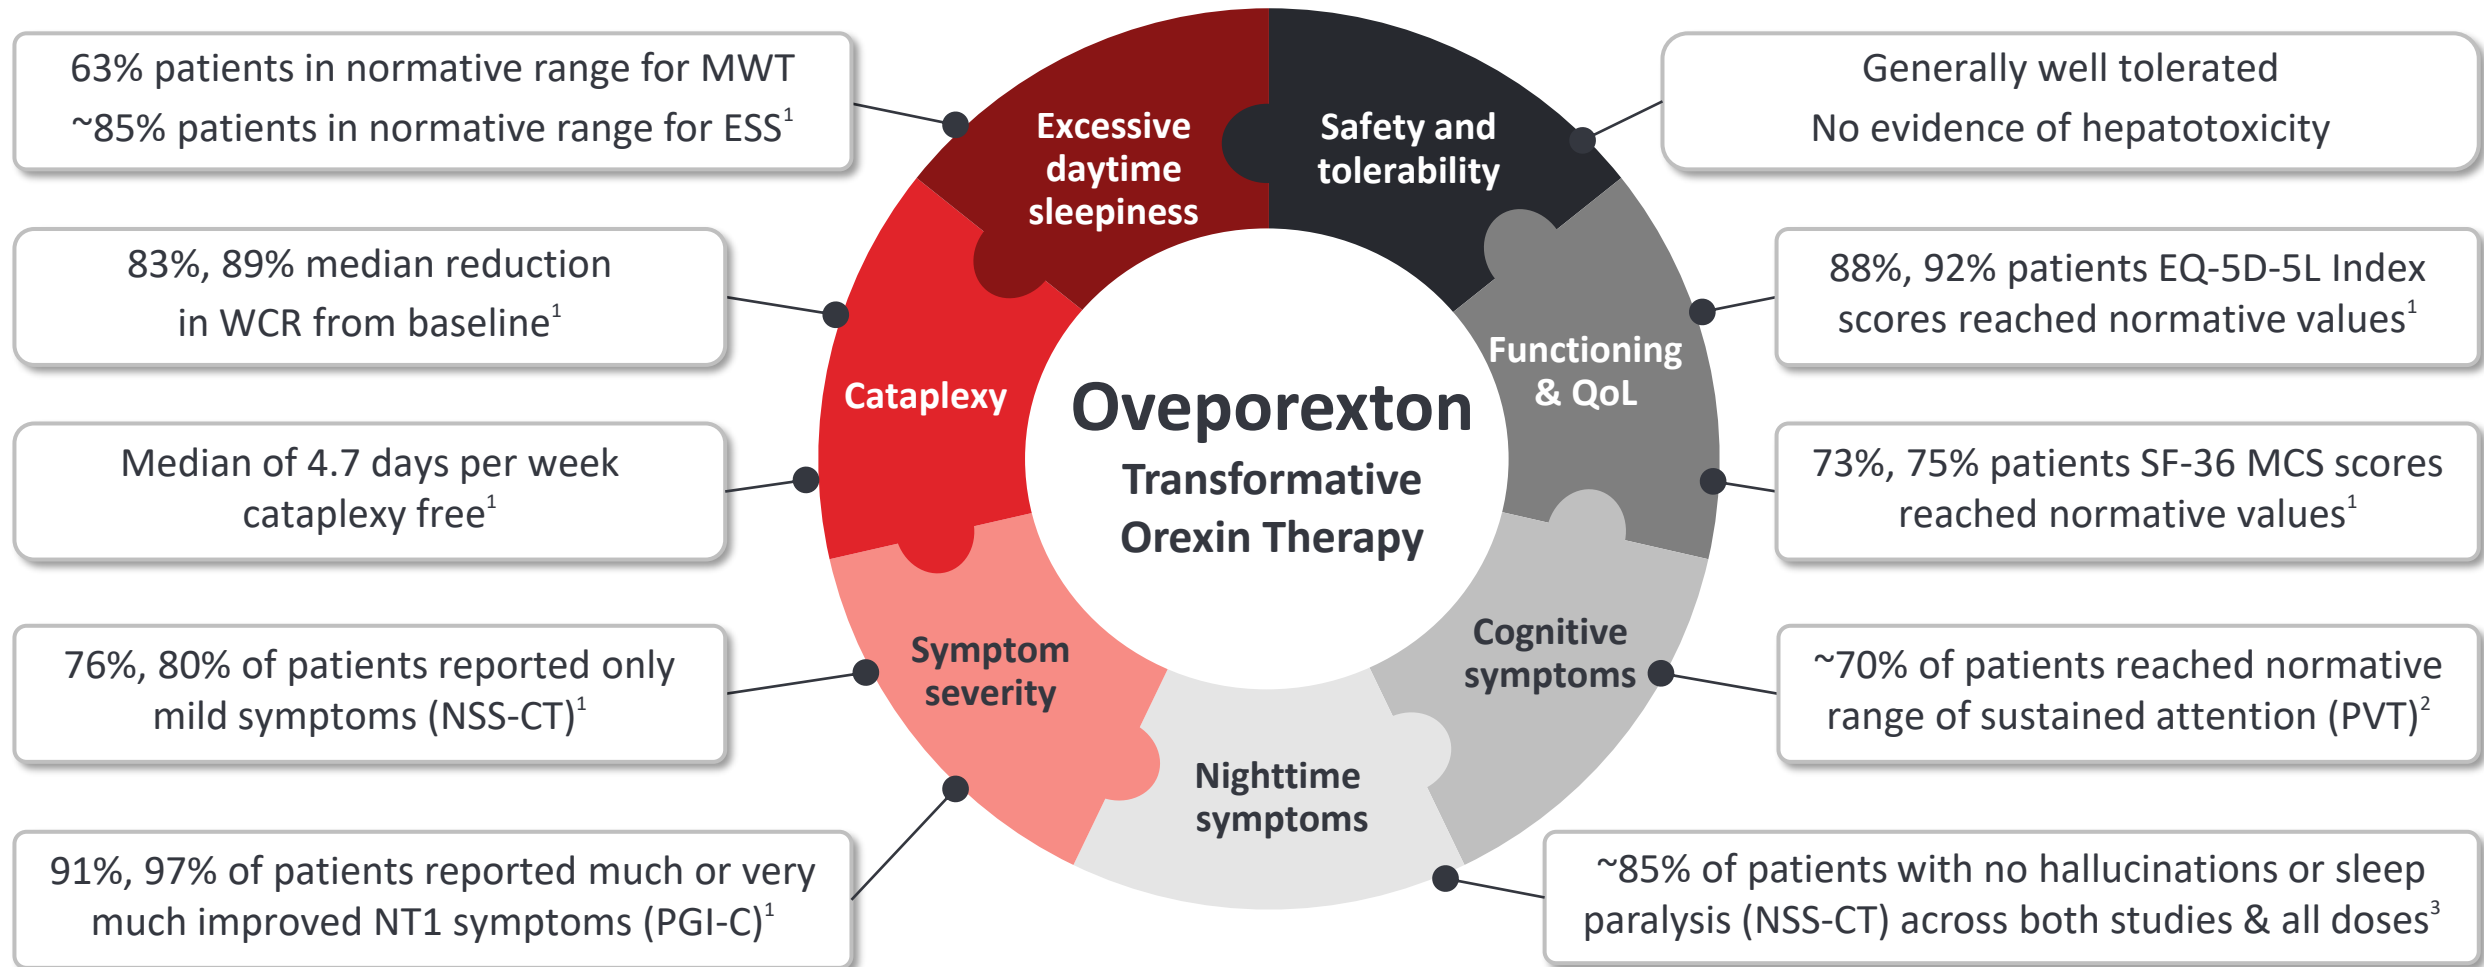 63% patients in normative range for MWT
~85% patients in normative range for ESS¹
83%, 89% median reduction
in WCR from baseline¹
Median of 4.7 days per week
cataplexy free¹
76%, 80% of patients reported only
mild symptoms (NSS-CT)¹
91%, 97% of patients reported much or very
much improved NT1 symptoms (PGI-C)¹
Excessive
daytime
sleepiness
Safety and
tolerability
Cataplexy
Functioning
& QoL
Oveporexton
Transformative
Orexin Therapy
Symptom
severity
Cognitive
symptoms
Nighttime
symptoms
Generally well tolerated
No evidence of hepatotoxicity
88%, 92% patients EQ-5D-5L Index
scores reached normative values¹
73%, 75% patients SF-36 MCS scores
reached normative values¹
~70% of patients reached normative
range of sustained attention (PVT)²
~85% of patients with no hallucinations or sleep
paralysis (NSS-CT) across both studies & all doses³